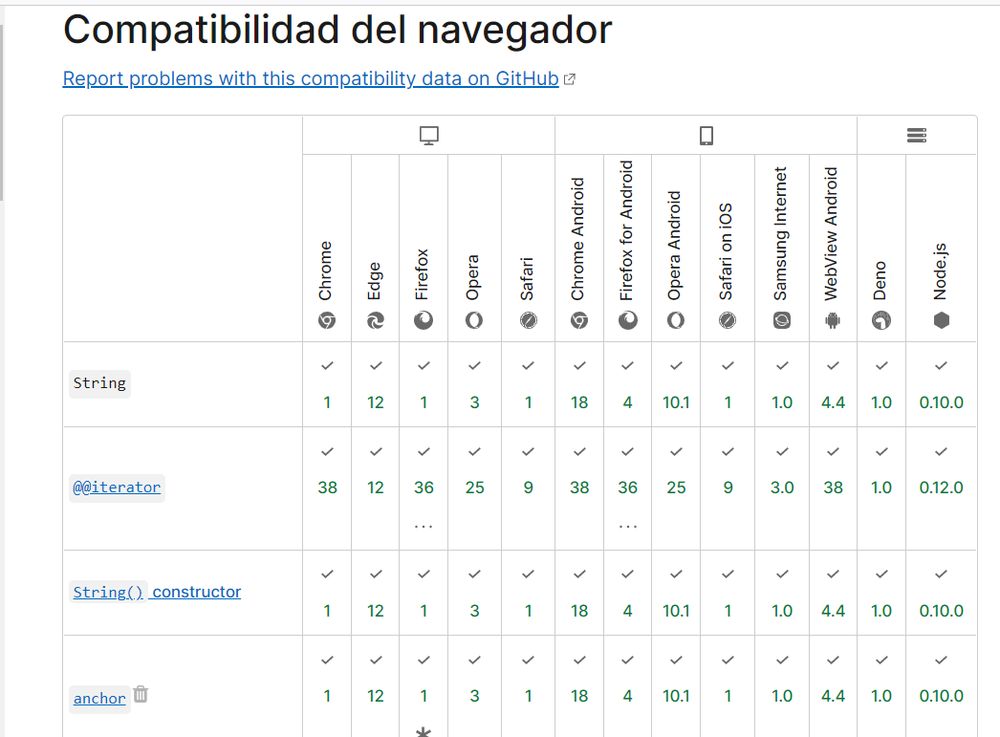 Compatibilidad del navegador
Report problems with this compatibility data on GitHub
Chrome Edge Firefox Opera Safari Chrome Android Firefox for Android Opera Android Safari on iOS Samsung Internet WebView Android Deno Node.js
String
1 12 1 3 1 18 4 10.1 1 1.0 4.4 1.0 0.10.0
@@iterator
38 12 36 25 9 38 36 25 9 3.0 38 1.0 0.12.0
... ...
String() constructor
1 12 1 3 1 18 4 10.1 1 1.0 4.4 1.0 0.10.0
anchor
1 12 1 3 1 18 4 10.1 1 1.0 4.4 1.0 0.10.0
*